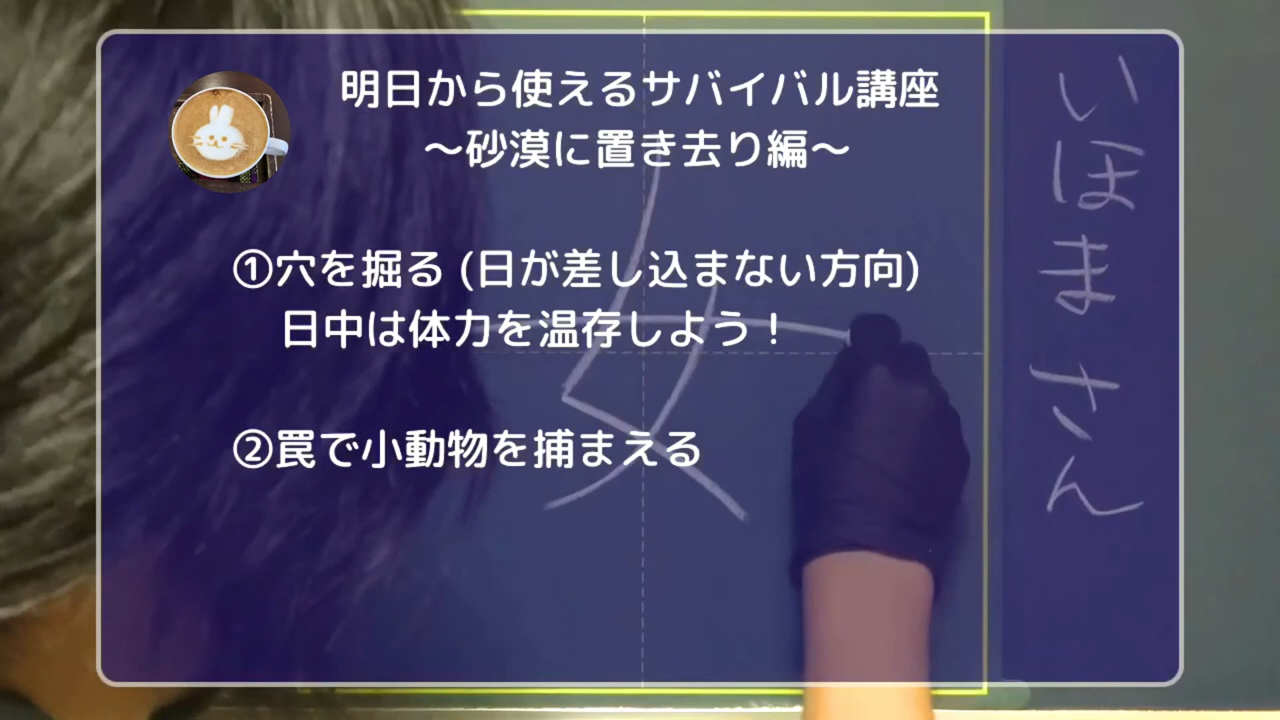 明日から使えるサバイバル講座
〜砂漠に置き去り編〜
①穴を掘る (日が差し込まない方向)
日中は体力を温存しよう！
②罠で小動物を捕まえる
女
いほまさん